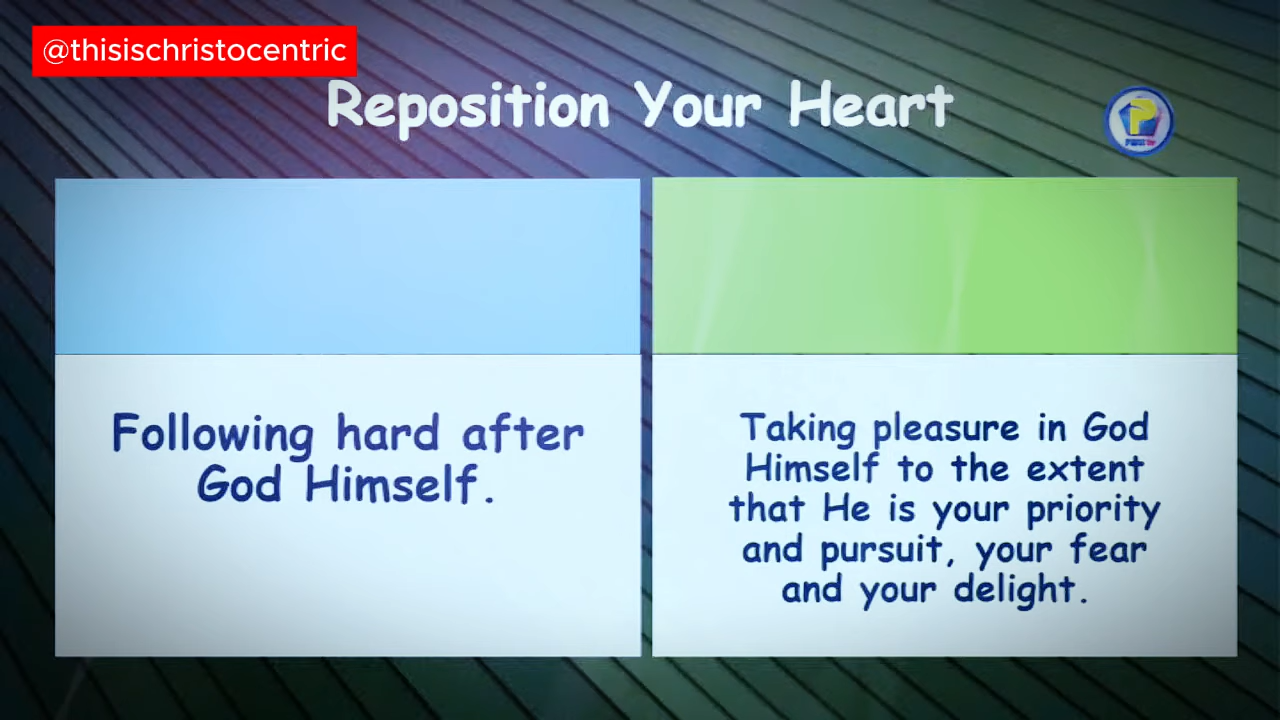 @thisischristocentric
Reposition Your Heart
Following hard after
God Himself.
Taking pleasure in God
Himself to the extent
that He is your priority
and pursuit, your fear
and your delight.